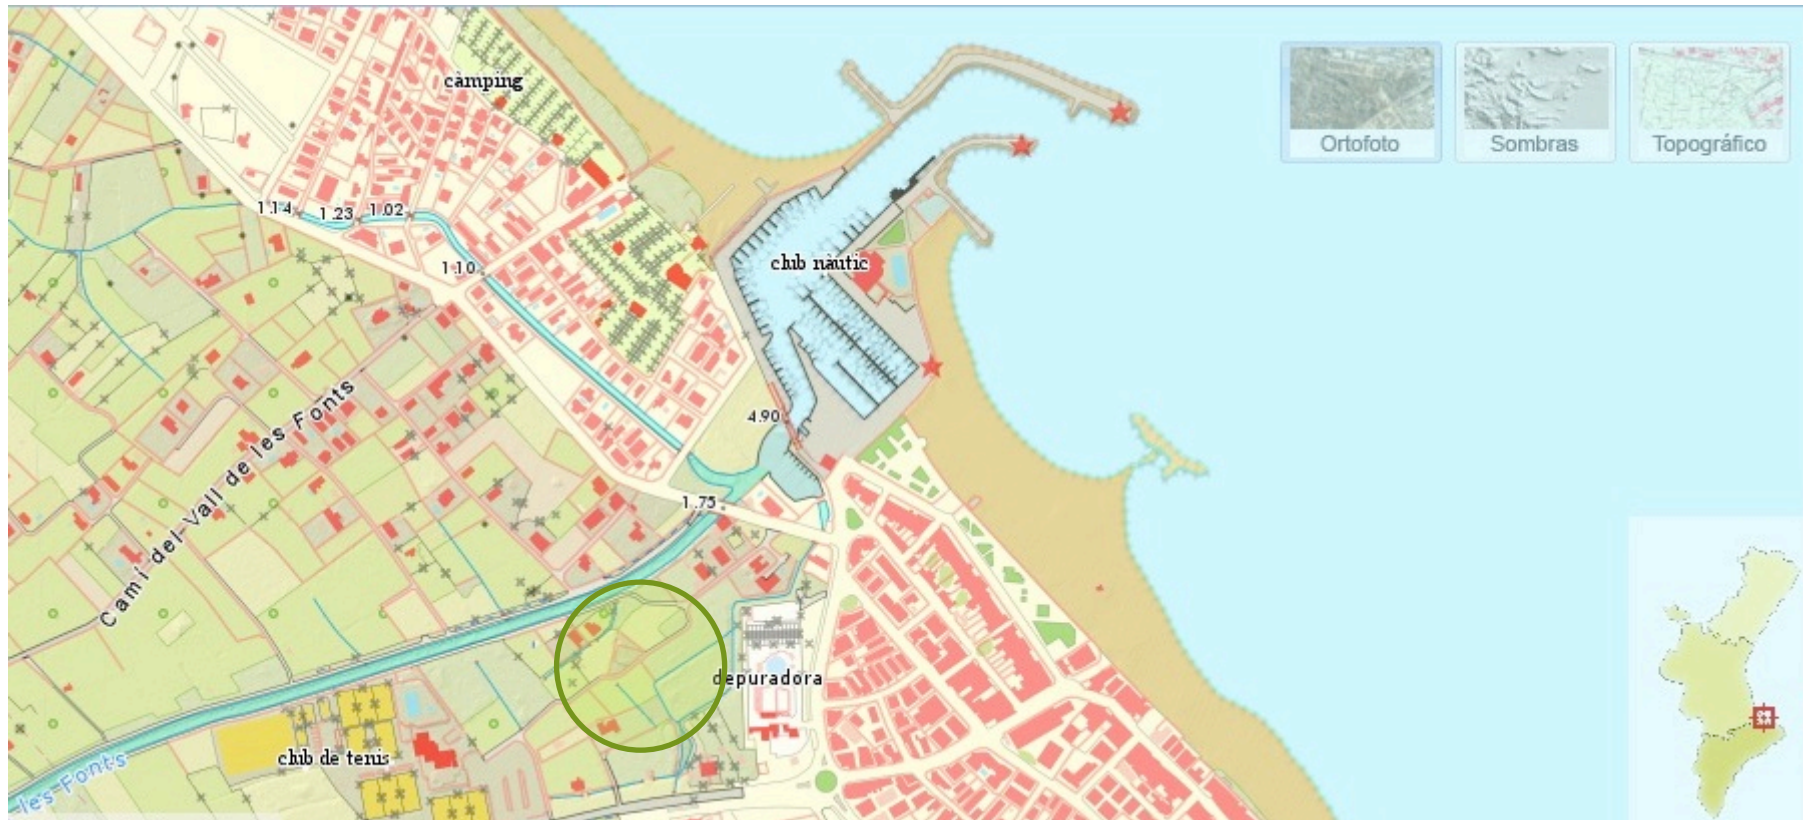 càmping
Ortofoto
Sombras
Topográfico
1.14
1.23
1.02
1.10
club nàutic
Camí del Vall de les Fonts
4.90
1.75
depuradora
club de tenis
les Fonts